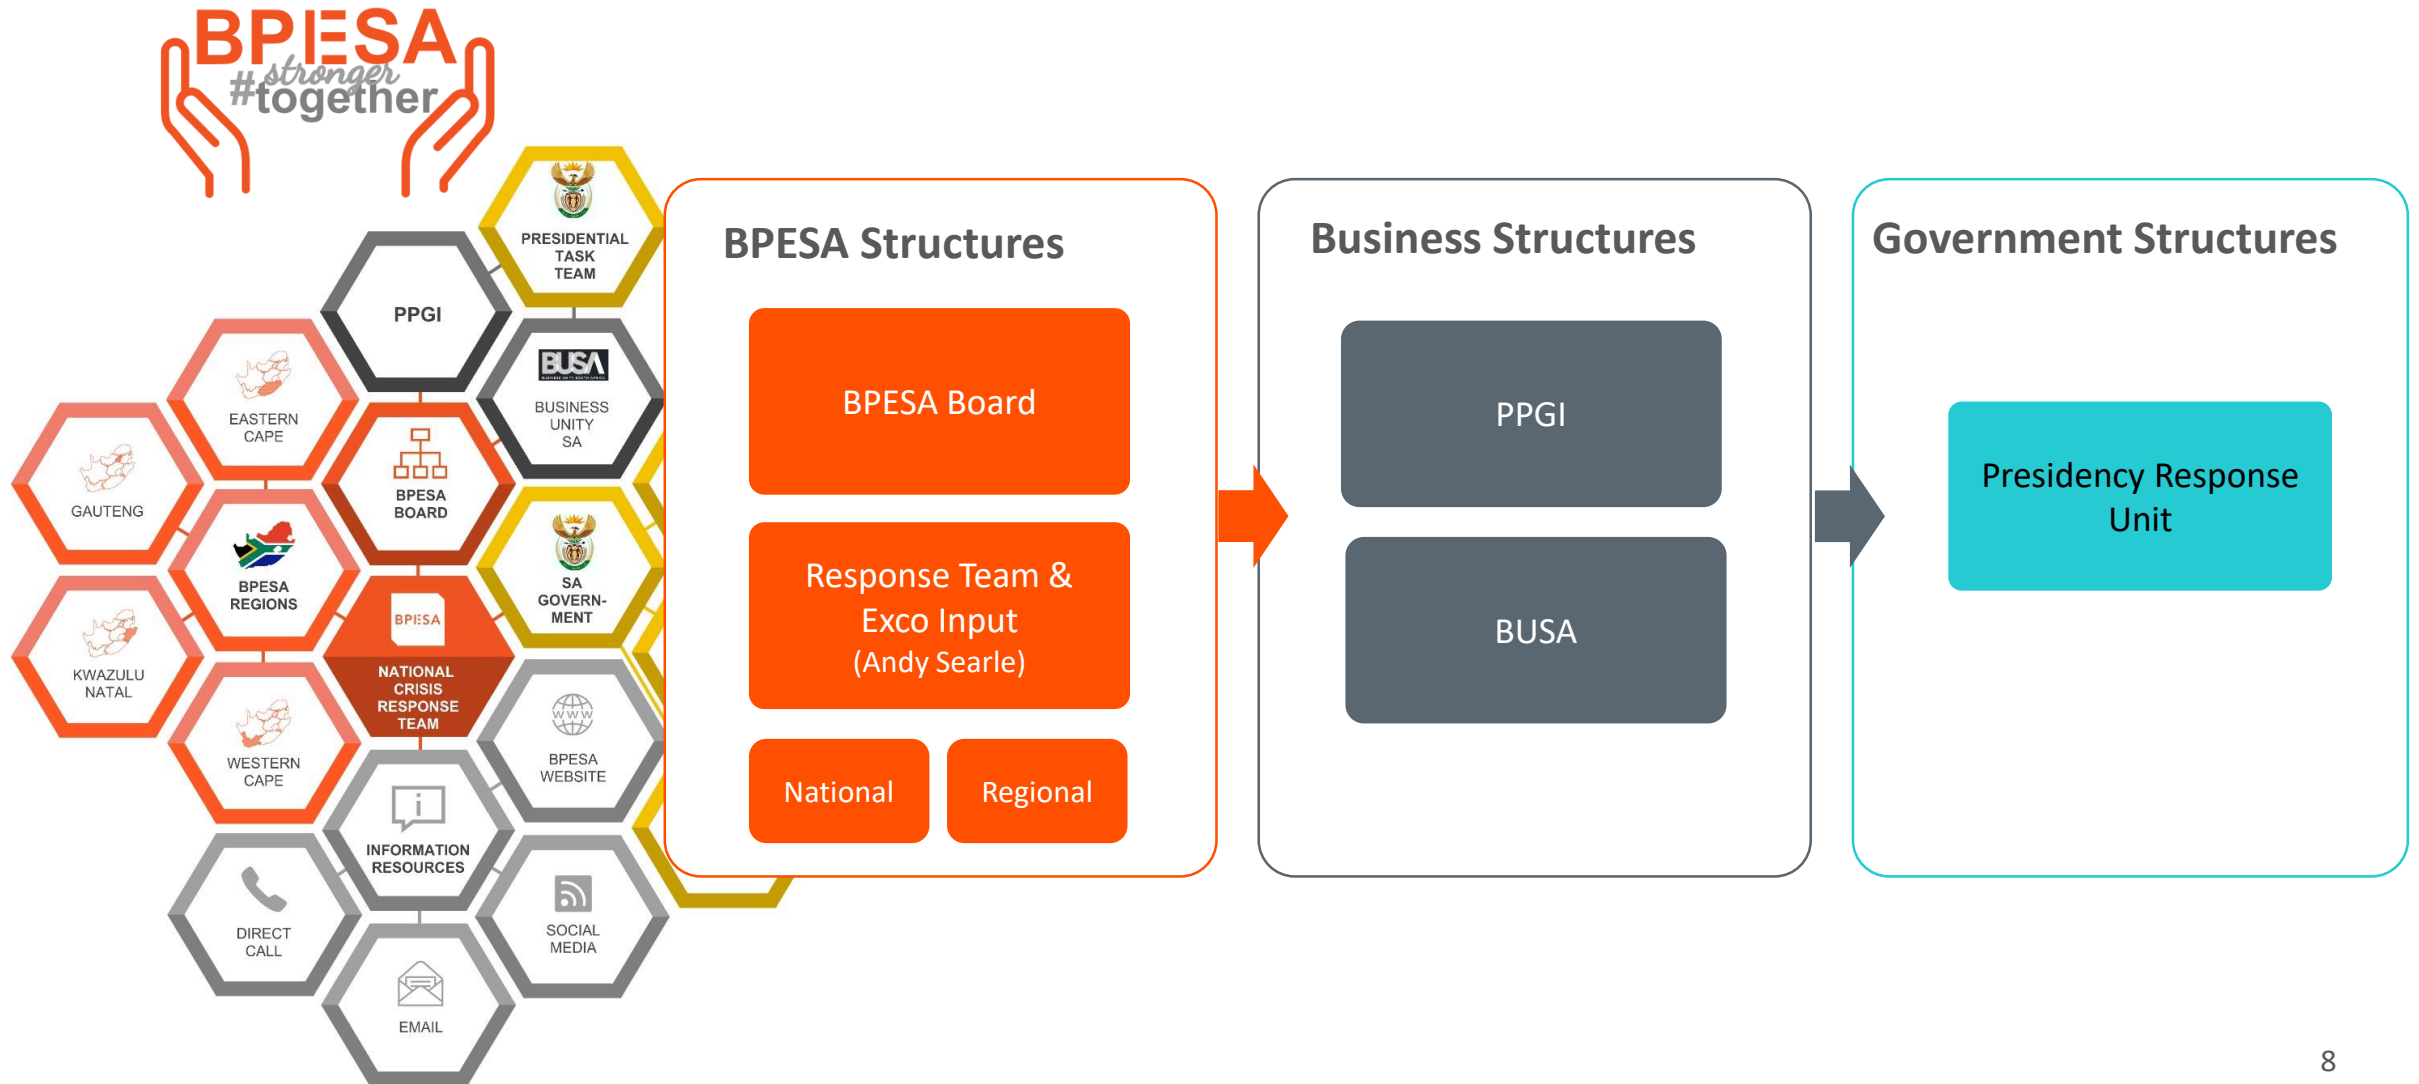 BPESA
#stronger
together
PRESIDENTIAL
TASK
TEAM
PPGI
BUSA
BUSINESS
UNITY
SA
EASTERN
CAPE
GAUTENG
BPESA
BOARD
BPESA
REGIONS
SA
GOVERN-
MENT
KWAZULU
NATAL
BPESA
NATIONAL
CRISIS
RESPONSE
TEAM
WESTERN
CAPE
WWW
BPESA
WEBSITE
i
INFORMATION
RESOURCES
DIRECT
CALL
SOCIAL
MEDIA
EMAIL
BPESA Structures
BPESA Board
Response Team &
Exco Input
(Andy Searle)
National
Regional
Business Structures
PPGI
BUSA
Government Structures
Presidency Response
Unit
8